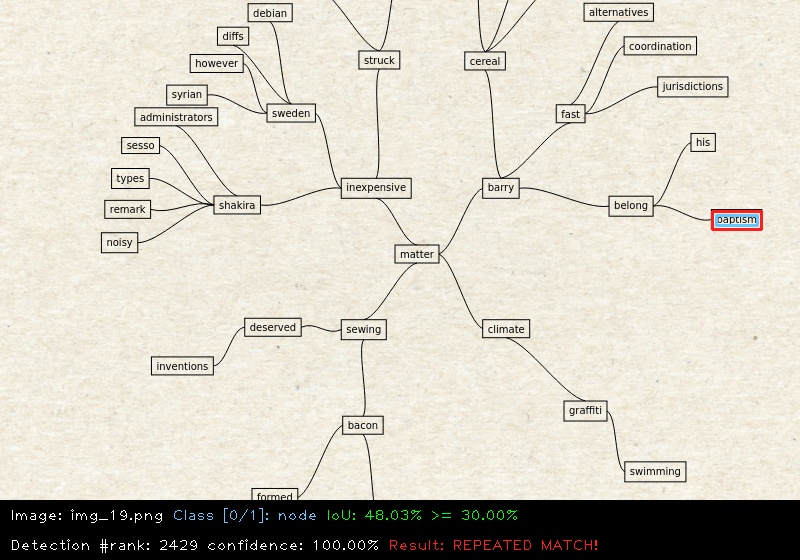 debian
alternatives
diffs
coordination
however
struck
cereal
syrian
jurisdictions
administrators
sweden
fast
sesso
his
types
inexpensive
barry
remark
shakira
belong
noisy
baptism
matter
deserved
sewing
climate
inventions
graffiti
bacon
swimming
formed
Image: img_19.png Class [0/1]: node IoU: 48.03% >= 30.00%
Detection #rank: 2429 confidence: 100.00% Result: REPEATED MATCH!